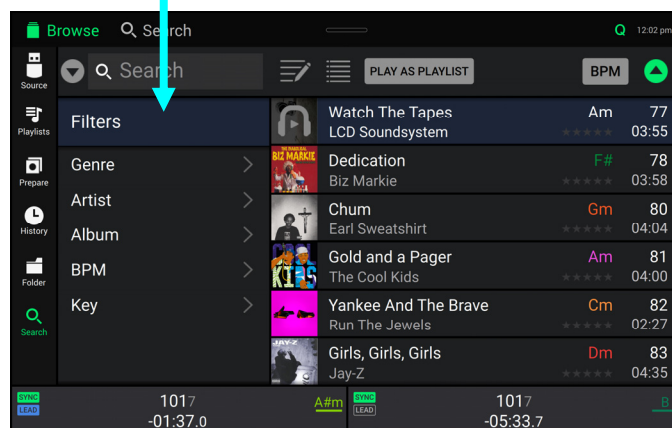 Browse Search Q 12:02 pm
Source
Search PLAY AS PLAYLIST BPM
Playlists
Prepare
History
Folder
Search
Filters
Genre
Artist
Album
BPM
Key
Watch The Tapes Am 77
LCD Soundsystem 03:55
BIZ MARKIE
Dedication F# 78
Biz Markie 03:58
Chum Gm 80
Earl Sweatshirt 04:04
Gold and a Pager Am 81
The Cool Kids 04:00
Yankee And The Brave Cm 82
Run The Jewels 02:27
JAY-Z
Girls, Girls, Girls Dm 83
Jay-Z 04:35
SYNC
LEAD
1017
-01:37.0
A#m
SYNC
LEAD
1017
-05:33.7
B